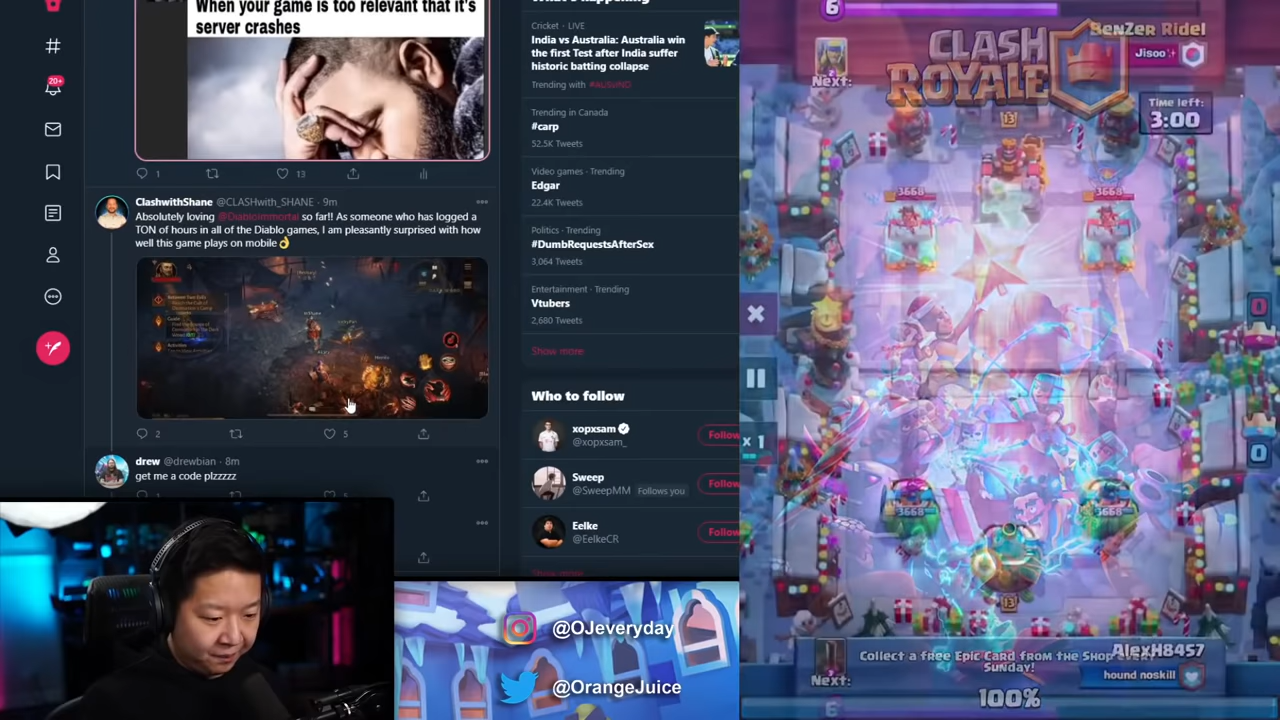 When your game is too relevant that it's
server crashes
1
13
20+
ClashwithShane @CLASHwith_SHANE · 9m
Absolutely loving @DiabloImmortal so far!! As someone who has logged a
TON of hours in all of the Diablo games, I am pleasantly surprised with how
well this game plays on mobile👌
2
5
drew @drewbian · 8m
get me a code plzzzzz
Cricket · LIVE
India vs Australia: Australia win
the first Test after India suffer
historic batting collapse
Trending with #AUSvIND
Trending in Canada
#carp
52.5K Tweets
Video games · Trending
Edgar
22.4K Tweets
Politics · Trending
#DumbRequestsAfterSex
3,064 Tweets
Entertainment · Trending
Vtubers
2,680 Tweets
Show more
Who to follow
xopxsam
@xopxsam_
Follow
Sweep
@SweepMM Follows you
Follow
Eelke
@EelkeCR
Follow
@OJeveryday
@OrangeJuice
6
BenZer Ridel
Jisoo
Next:
CLASH
ROYALE
Time left:
3:00
13
3668
3668
0
x 1
0
3668
3668
13
AlexH8457
Collect a free Epic Card from the Shop every
Sunday!
hound noskill
Next:
100%
6